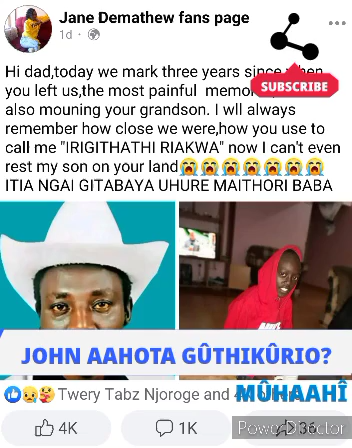 Jane Demathew fans page
1d
SUBSCRIBE
Hi dad,today we mark three years since
you left us,the most painful
also mouning your grandson. I wll always
remember how close we were,how you use to
call me "IRIGITHATHI RIAKWA" now I can't even
rest my son on your land😭😭😭😭😭😭😭
ITIA NGAI GITABAYA UHURE MAITHORI BABA
JOHN AAHOTA GŨTHIKŨRIO?
Twery Tabz Njoroge and
MŨHAAHĨ
4K
1K
36
PowerDirector